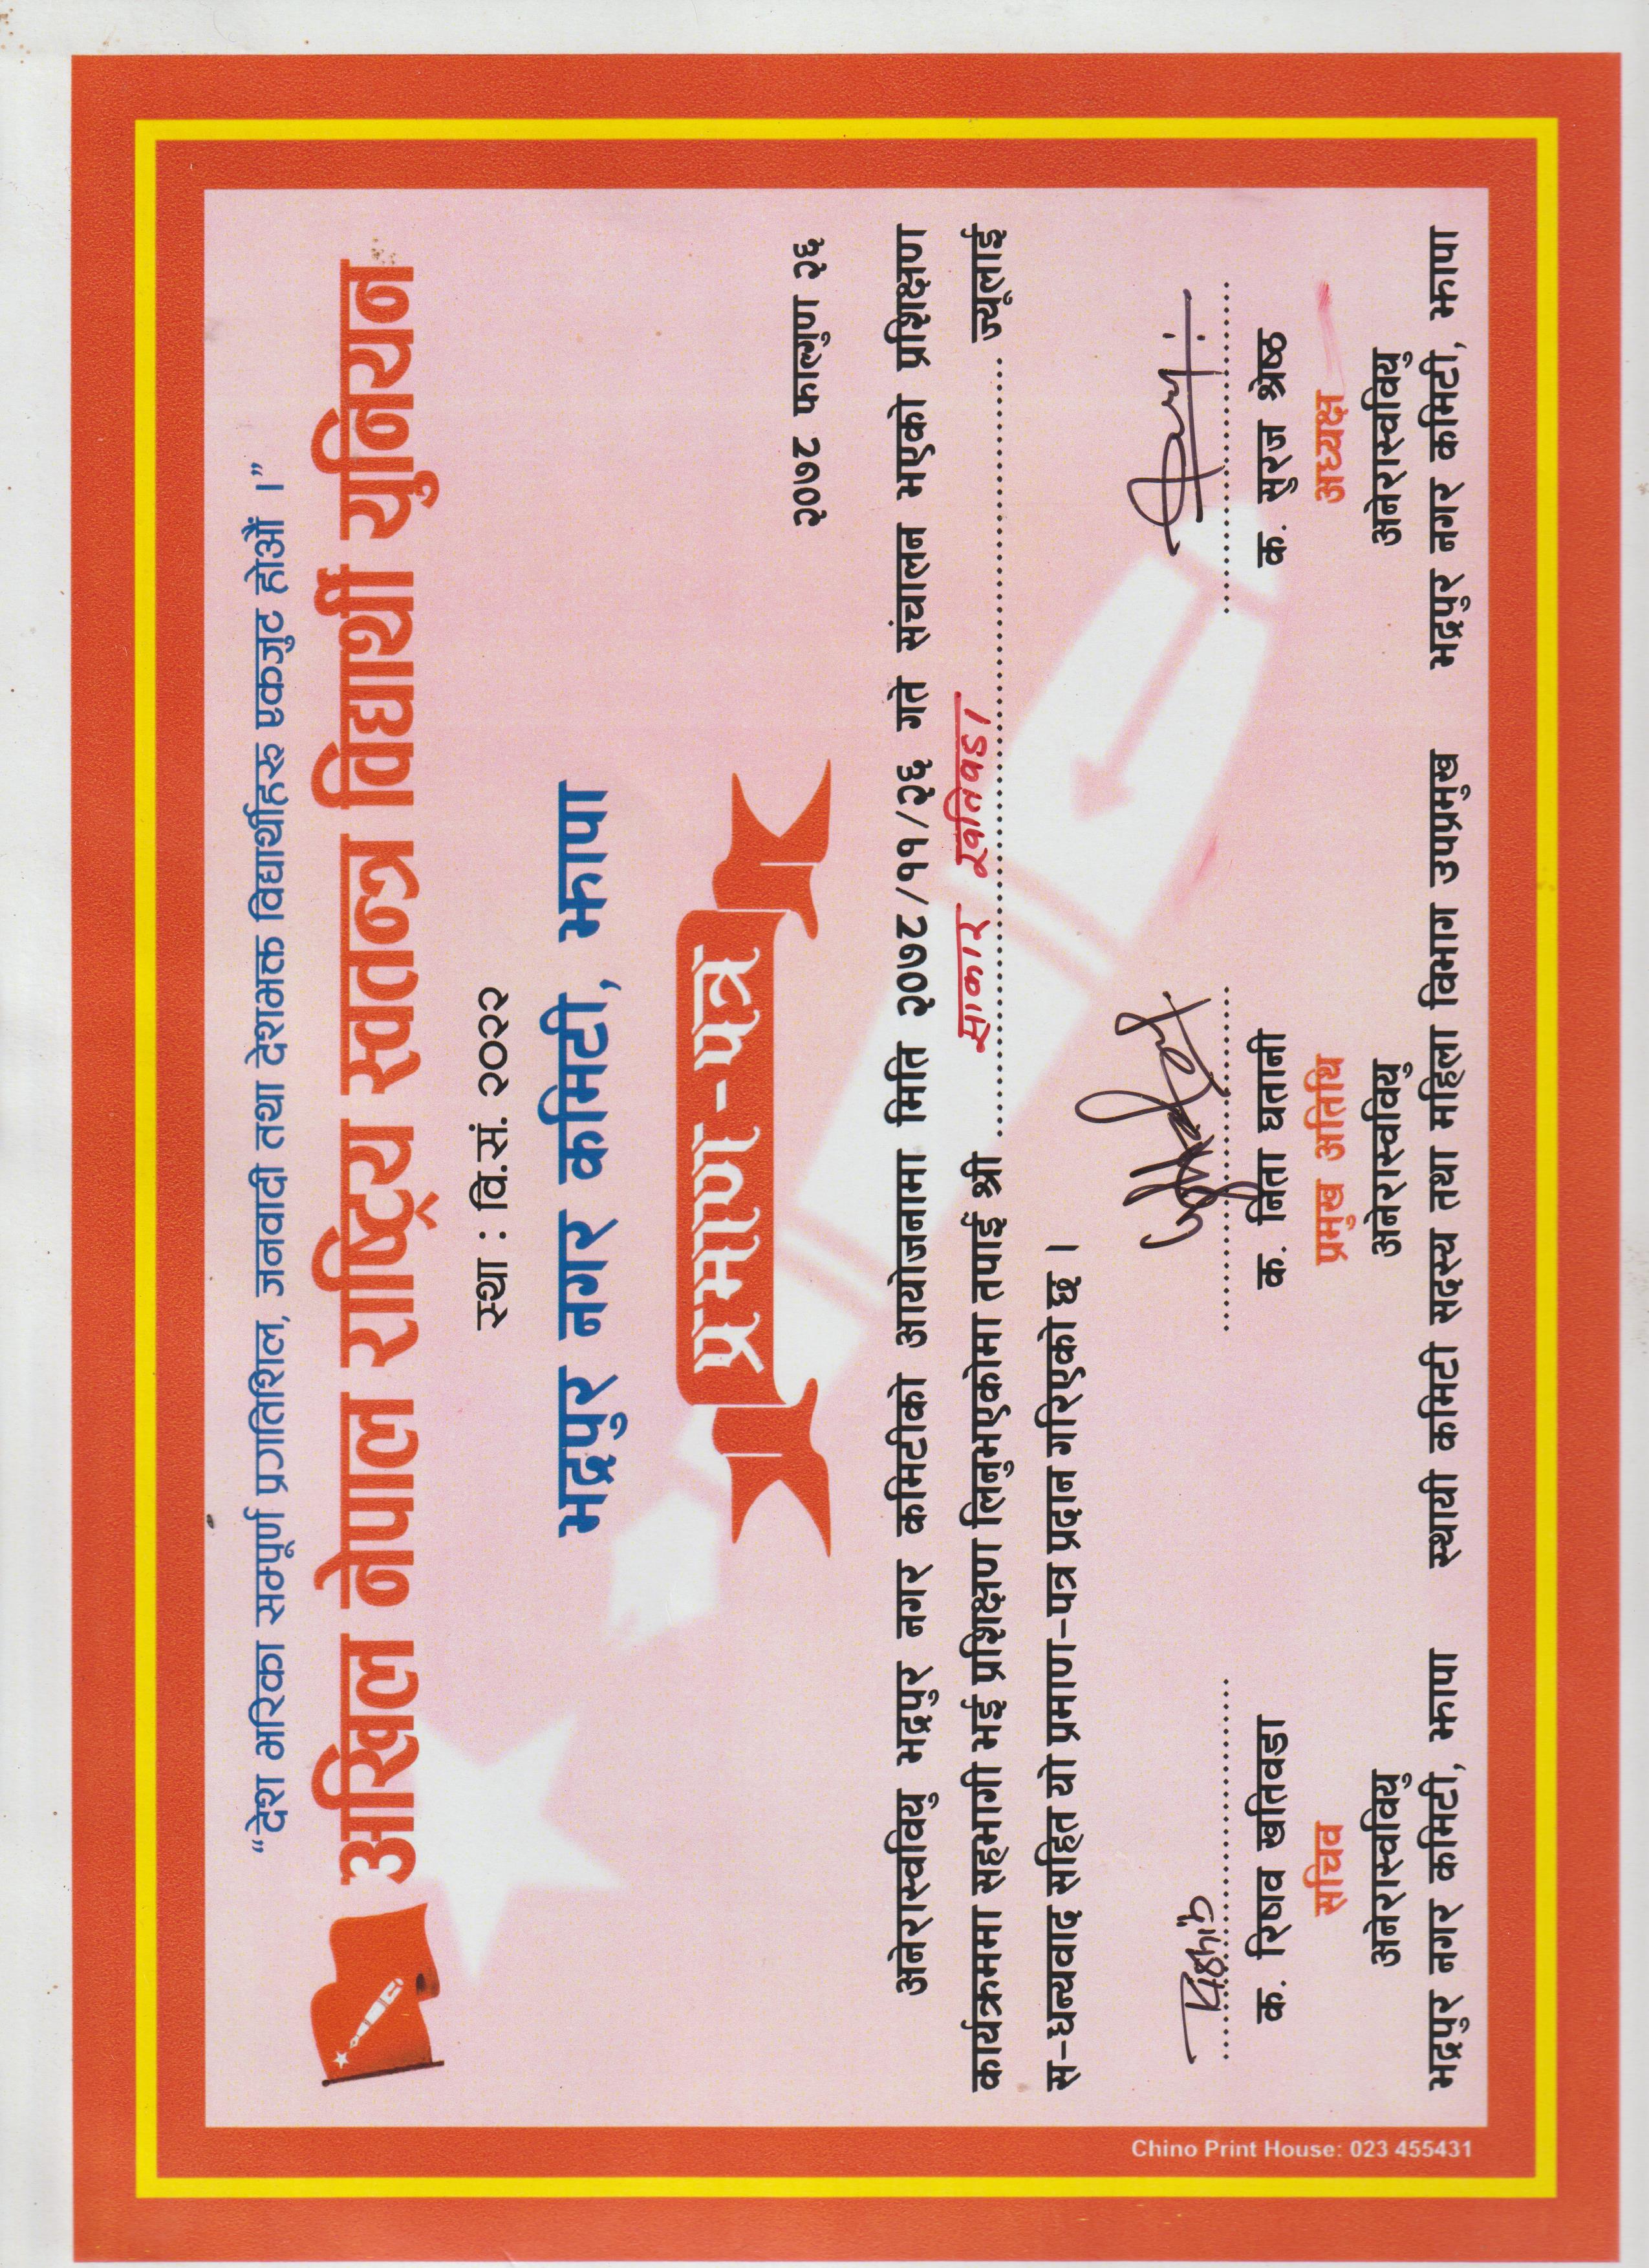 “देश भरिका सम्पूर्ण प्रगतिशिल, जनवादी तथा देशभक्त विद्यार्थीहरू एकजुट होऔं ।”
अखिल नेपाल राष्ट्रिय स्वतन्त्र विद्यार्थी युनियन
स्था : वि.सं. २०२२
भद्रपुर नगर कमिटी, झापा
प्रमाण-पत्र
२०७८ फाल्गुण २६
अनेरास्ववियु भद्रपुर नगर कमिटीको आयोजनामा मिति २०७८/११/२६ गते संचालन भएको प्रशिक्षण
कार्यक्रममा सहभागी भई प्रशिक्षण लिनुभएकोमा तपाई श्री साकार खतिवडा ज्यूलाई
स-धन्यवाद सहित यो प्रमाण-पत्र प्रदान गरिएको छ ।
क. रिषव खतिवडा
सचिव
अनेरास्ववियु
भद्रपुर नगर कमिटी, झापा
क. निता घतानी
प्रमुख अतिथि
अनेरास्ववियु
स्थायी कमिटी सदस्य तथा महिला विभाग उपप्रमुख
क. सुरज श्रेष्ठ
अध्यक्ष
अनेरास्ववियु
भद्रपुर नगर कमिटी, झापा
Chino Print House: 023 455431